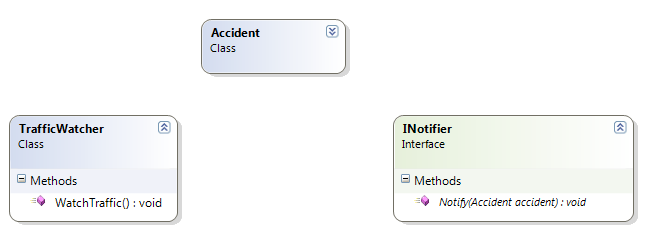 Accident
Class
TrafficWatcher
Class
Methods
WatchTraffic() : void
INotifier
Interface
Methods
Notify(Accident accident) : void